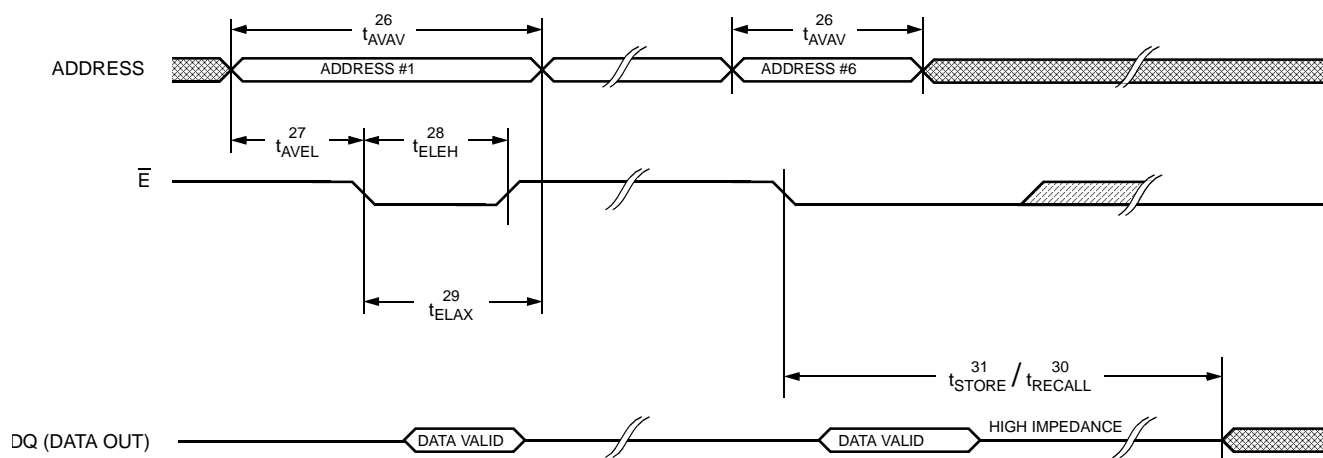 26
tAVAV
26
tAVAV
ADDRESS
ADDRESS #1
ADDRESS #6
27
tAVEL
28
tELEH
E
29
tELAX
31
tSTORE / tRECALL
30
DQ (DATA OUT)
DATA VALID
DATA VALID
HIGH IMPEDANCE